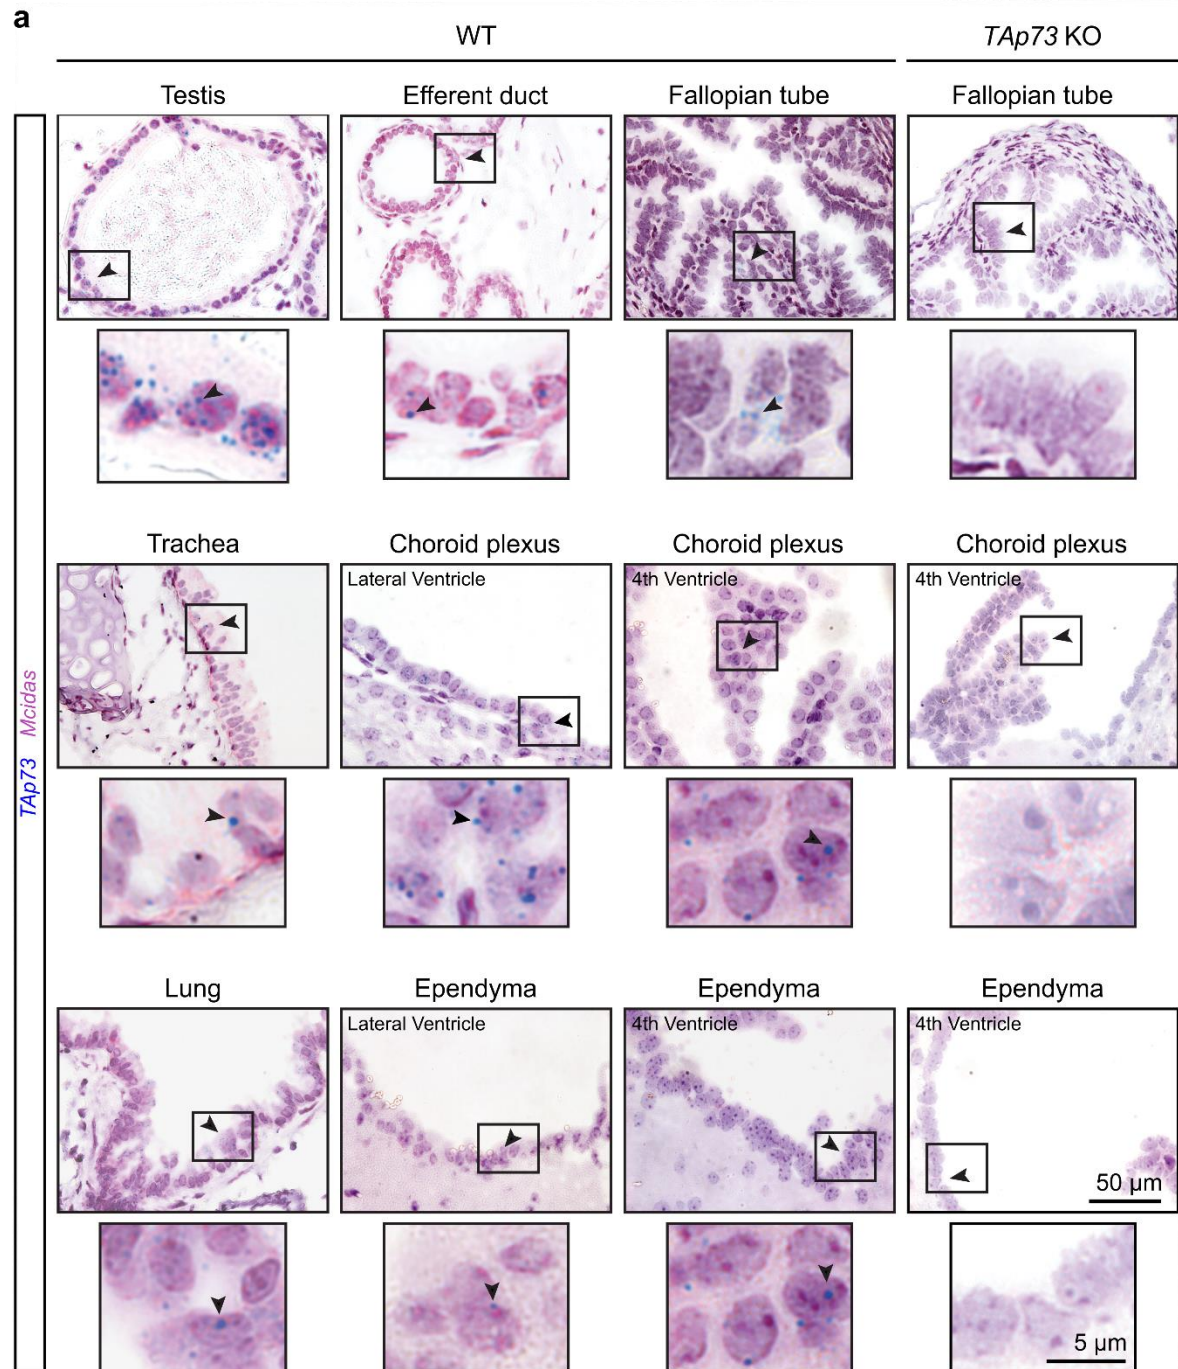 a
WT
TAp73 KO
Testis
Efferent duct
Fallopian tube
Fallopian tube
TAp73 Mcidas
Trachea
Choroid plexus
Choroid plexus
Choroid plexus
Lateral Ventricle
4th Ventricle
4th Ventricle
Lung
Ependyma
Ependyma
Ependyma
Lateral Ventricle
4th Ventricle
4th Ventricle
50 µm
5 µm